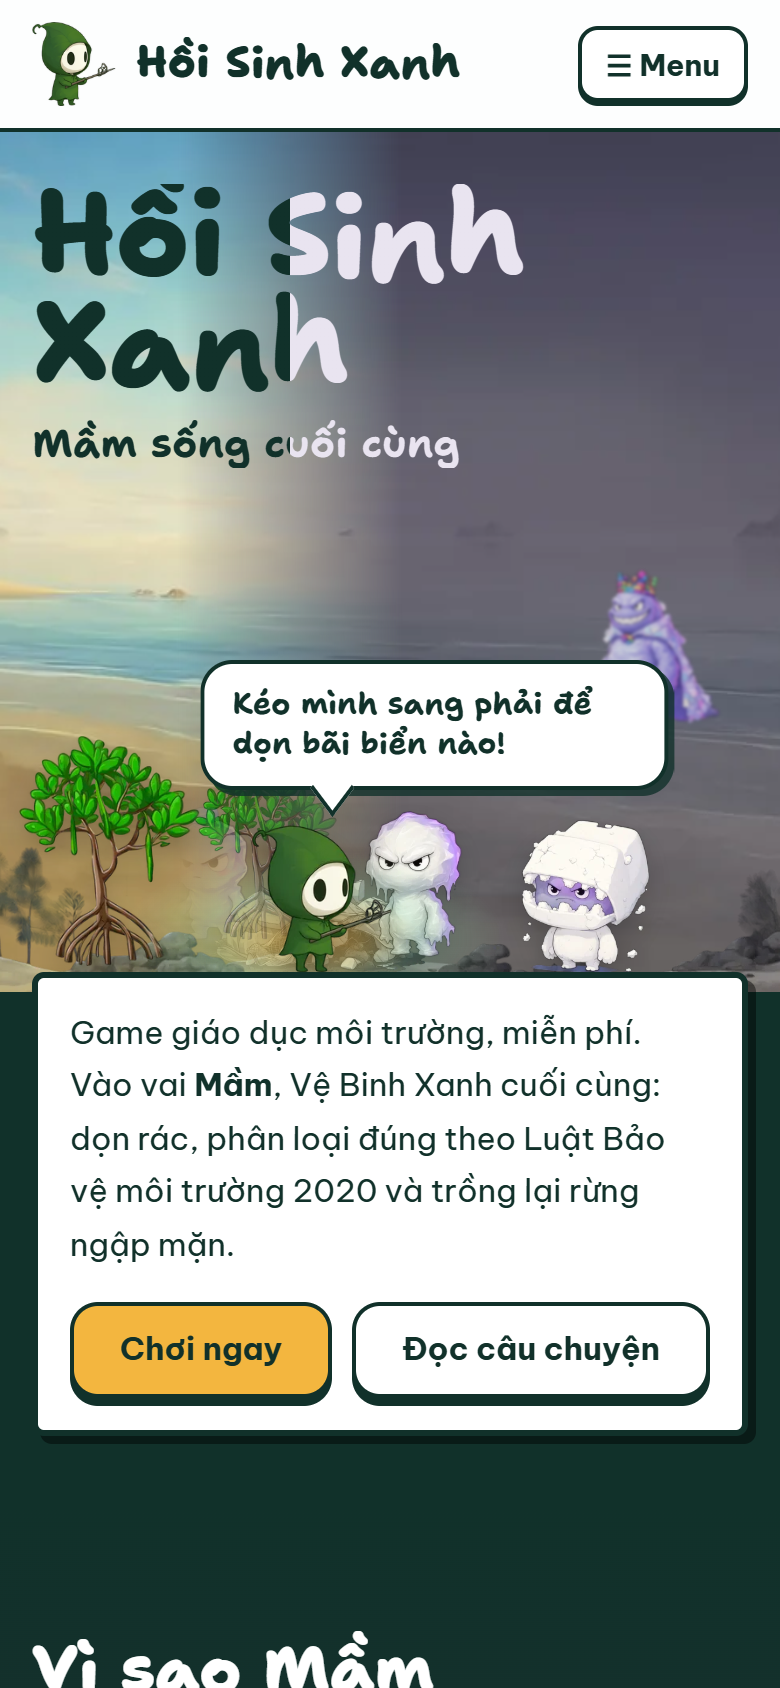 Hồi Sinh Xanh
☰ Menu
Hồi Sinh
Xanh
Mầm sống cuối cùng
Kéo mình sang phải để
dọn bãi biển nào!
Game giáo dục môi trường, miễn phí.
Vào vai Mầm, Vệ Binh Xanh cuối cùng:
dọn rác, phân loại đúng theo Luật Bảo
vệ môi trường 2020 và trồng lại rừng
ngập mặn.
Chơi ngay
Đọc câu chuyện
Vì sao Mầm